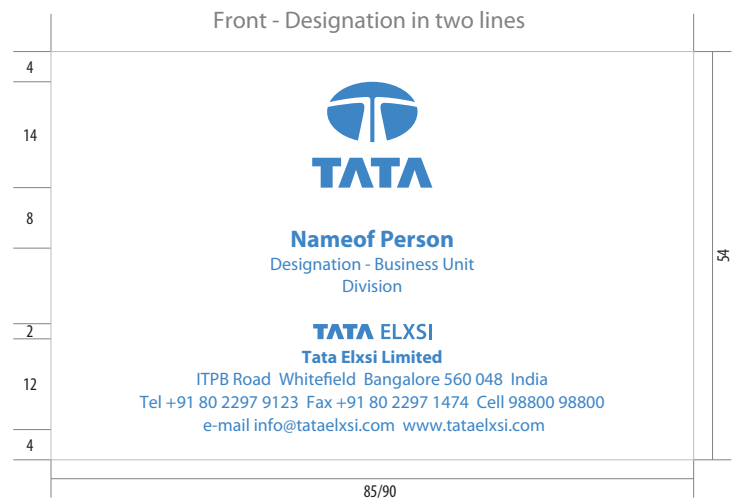 Front - Designation in two lines
4
14
TATA
8
Nameof Person
Designation - Business Unit
Division
54
2
TATA ELXSI
Tata Elxsi Limited
12
ITPB Road Whitefield Bangalore 560 048 India
Tel +91 80 2297 9123 Fax +91 80 2297 1474 Cell 98800 98800
e-mail info@tataelxsi.com www.tataelxsi.com
4
85/90